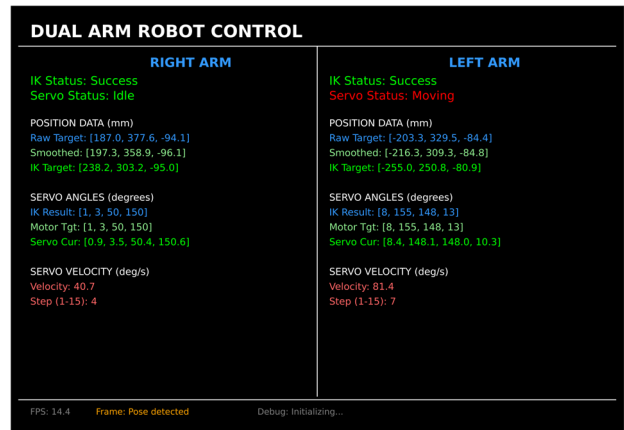 DUAL ARM ROBOT CONTROL
RIGHT ARM
IK Status: Success
Servo Status: Idle
POSITION DATA (mm)
Raw Target: [187.0, 377.6, -94.1]
Smoothed: [197.3, 358.9, -96.1]
IK Target: [238.2, 303.2, -95.0]
SERVO ANGLES (degrees)
IK Result: [1, 3, 50, 150]
Motor Tgt: [1, 3, 50, 150]
Servo Cur: [0.9, 3.5, 50.4, 150.6]
SERVO VELOCITY (deg/s)
Velocity: 40.7
Step (1-15): 4
LEFT ARM
IK Status: Success
Servo Status: Moving
POSITION DATA (mm)
Raw Target: [-203.3, 329.5, -84.4]
Smoothed: [-216.3, 309.3, -84.8]
IK Target: [-255.0, 250.8, -80.9]
SERVO ANGLES (degrees)
IK Result: [8, 155, 148, 13]
Motor Tgt: [8, 155, 148, 13]
Servo Cur: [8.4, 148.1, 148.0, 10.3]
SERVO VELOCITY (deg/s)
Velocity: 81.4
Step (1-15): 7
FPS: 14.4 Frame: Pose detected Debug: Initializing...